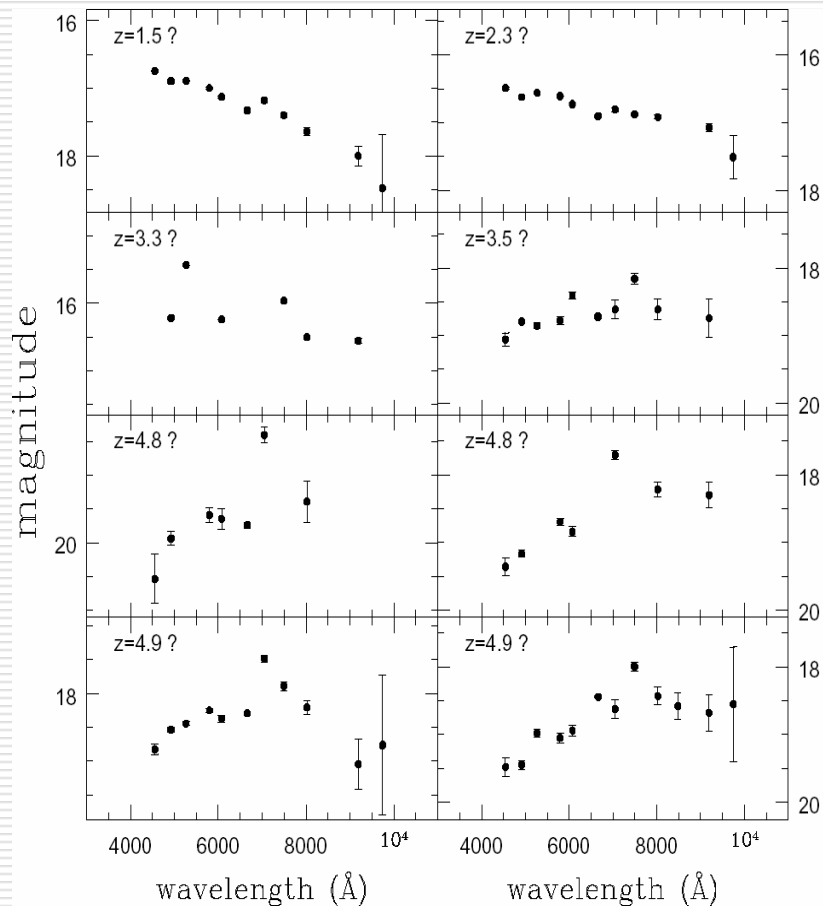 16
z=1.5 ?
z=2.3 ?
16
18
18
z=3.3 ?
z=3.5 ?
18
16
20
magnitude
z=4.8 ?
z=4.8 ?
18
20
20
z=4.9 ?
z=4.9 ?
18
18
20
4000 6000 8000 10⁴ 4000 6000 8000 10⁴
wavelength (Å) wavelength (Å)